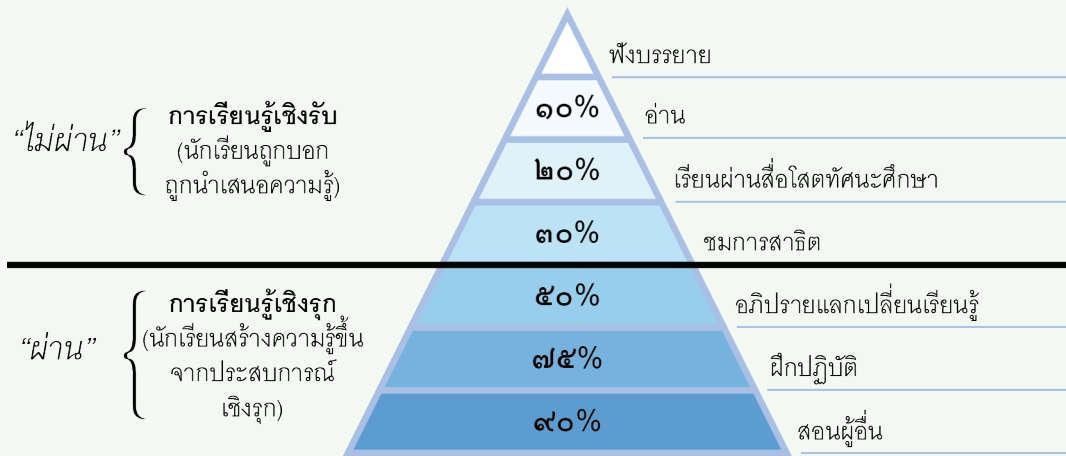 ฟังบรรยาย
๑๐%
อ่าน
๒๐%
เรียนผ่านสื่อโสตทัศนะศึกษา
๓๐%
ชมการสาธิต
“ไม่ผ่าน”
การเรียนรู้เชิงรับ
(นักเรียนถูกบอก
ถูกนำเสนอความรู้)
๕๐%
อภิปรายแลกเปลี่ยนเรียนรู้
๗๕%
ฝึกปฏิบัติ
๙๐%
สอนผู้อื่น
“ผ่าน”
การเรียนรู้เชิงรุก
(นักเรียนสร้างความรู้ขึ้น
จากประสบการณ์
เชิงรุก)